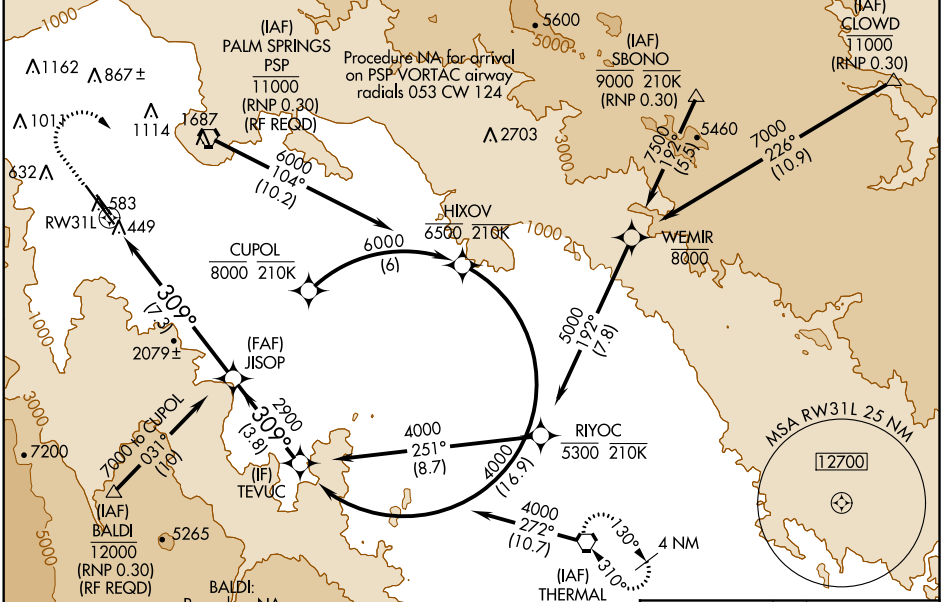 1000
5600
5000
(IAF)
CLOWD
11000
(RNP 0.30)
(IAF)
PALM SPRINGS
PSP
11000
(RNP 0.30)
(RF REQD)
Procedure NA for arrival
on PSP VORTAC airway
radials 053 CW 124
(IAF)
SBONO
9000 210K
(RNP 0.30)
1162
867±
1114
1687
632
583
449
RW31L
2703
3000
5460
7500
192°
(5.5)
7000
226°
(10.9)
6000
104°
(10.2)
HIXOV
6500 210K
1000
WEMIR
8000
CUPOL
8000 210K
6000
(6)
5000
192°
(7.8)
309°
(7.3)
1000
2079±
(FAF)
JISOP
2900
309°
(3.8)
(IF)
TEVUC
4000
251°
(8.7)
RIYOC
5300 210K
4000
(16.9)
3000
7200
7000 to CUPOL
031°
(10)
(IAF)
BALDI
12000
(RNP 0.30)
(RF REQD)
5265
5000
BALDI:
4000
272°
(10.7)
130°
310°
4 NM
(IAF)
THERMAL
MSA RW31L 25 NM
12700